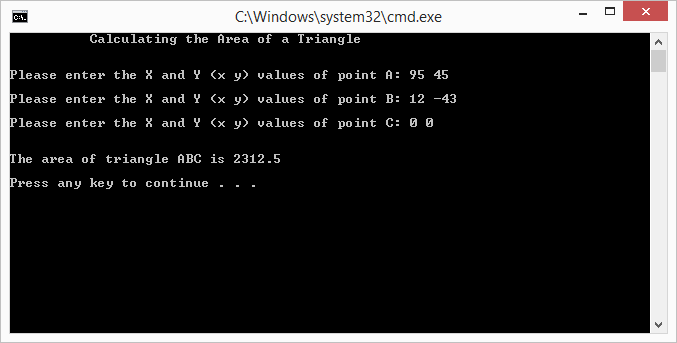 C:\Windows\system32\cmd.exe
Calculating the Area of a Triangle
Please enter the X and Y (x y) values of point A: 95 45
Please enter the X and Y (x y) values of point B: 12 -43
Please enter the X and Y (x y) values of point C: 0 0
The area of triangle ABC is 2312.5
Press any key to continue . . .